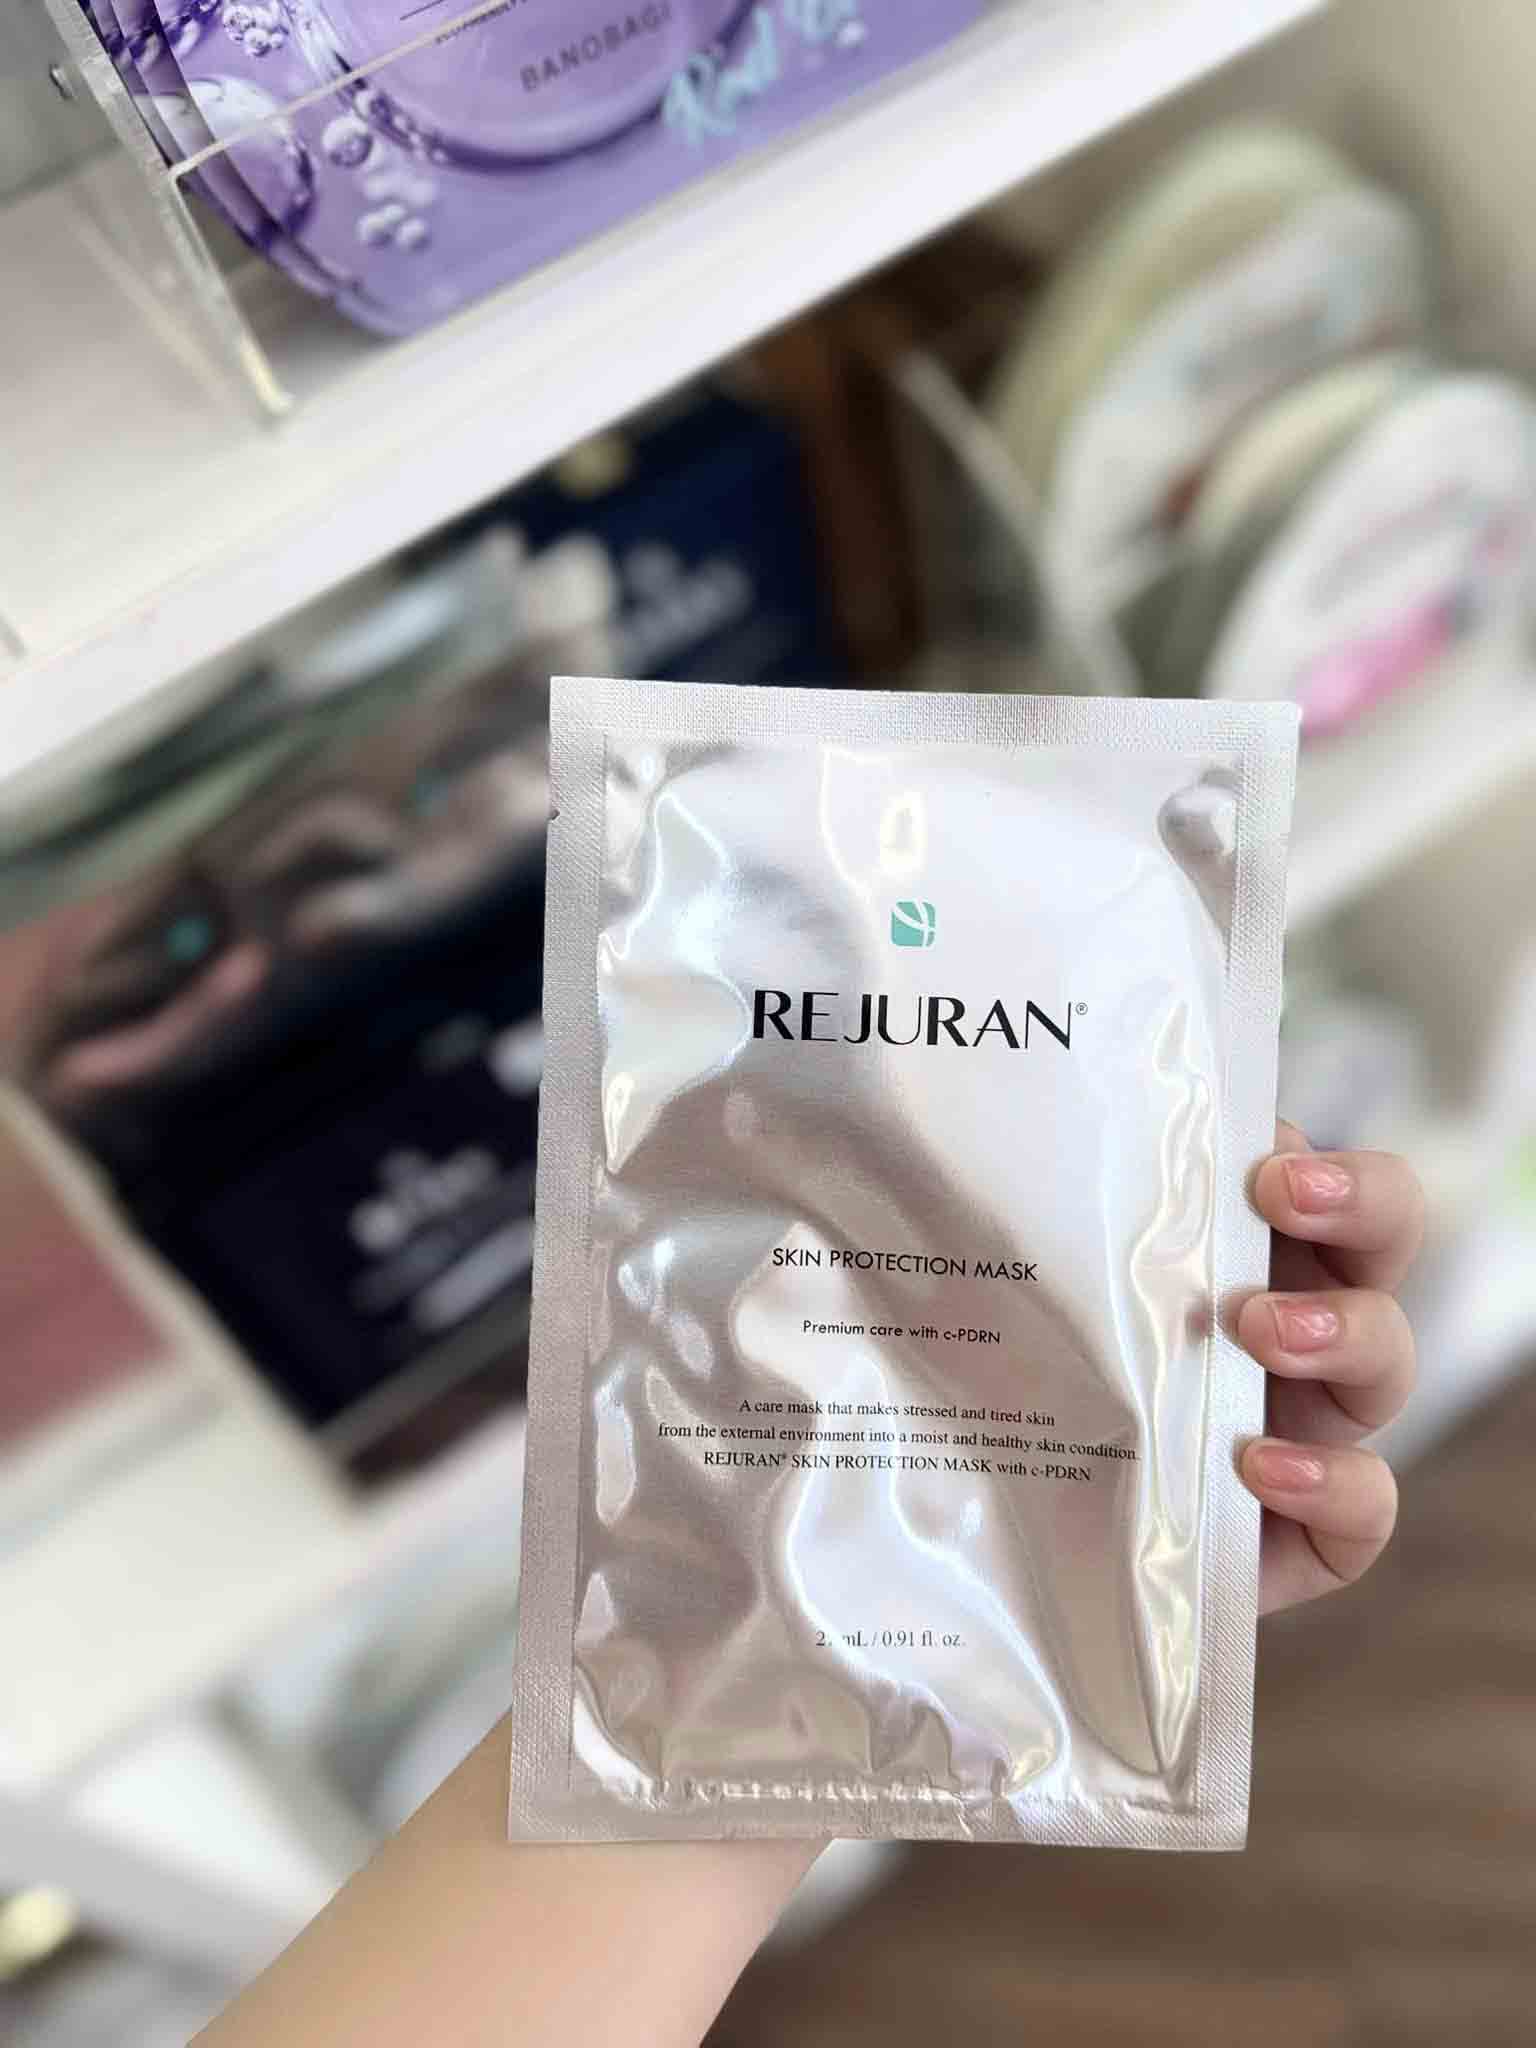 BANOBAGI
REJURAN®
SKIN PROTECTION MASK
Premium care with c-PDRN
A care mask that makes stressed and tired skin
from the external environment into a moist and healthy skin condition.
REJURAN® SKIN PROTECTION MASK with c-PDRN
mL / 0.91 fl. oz.